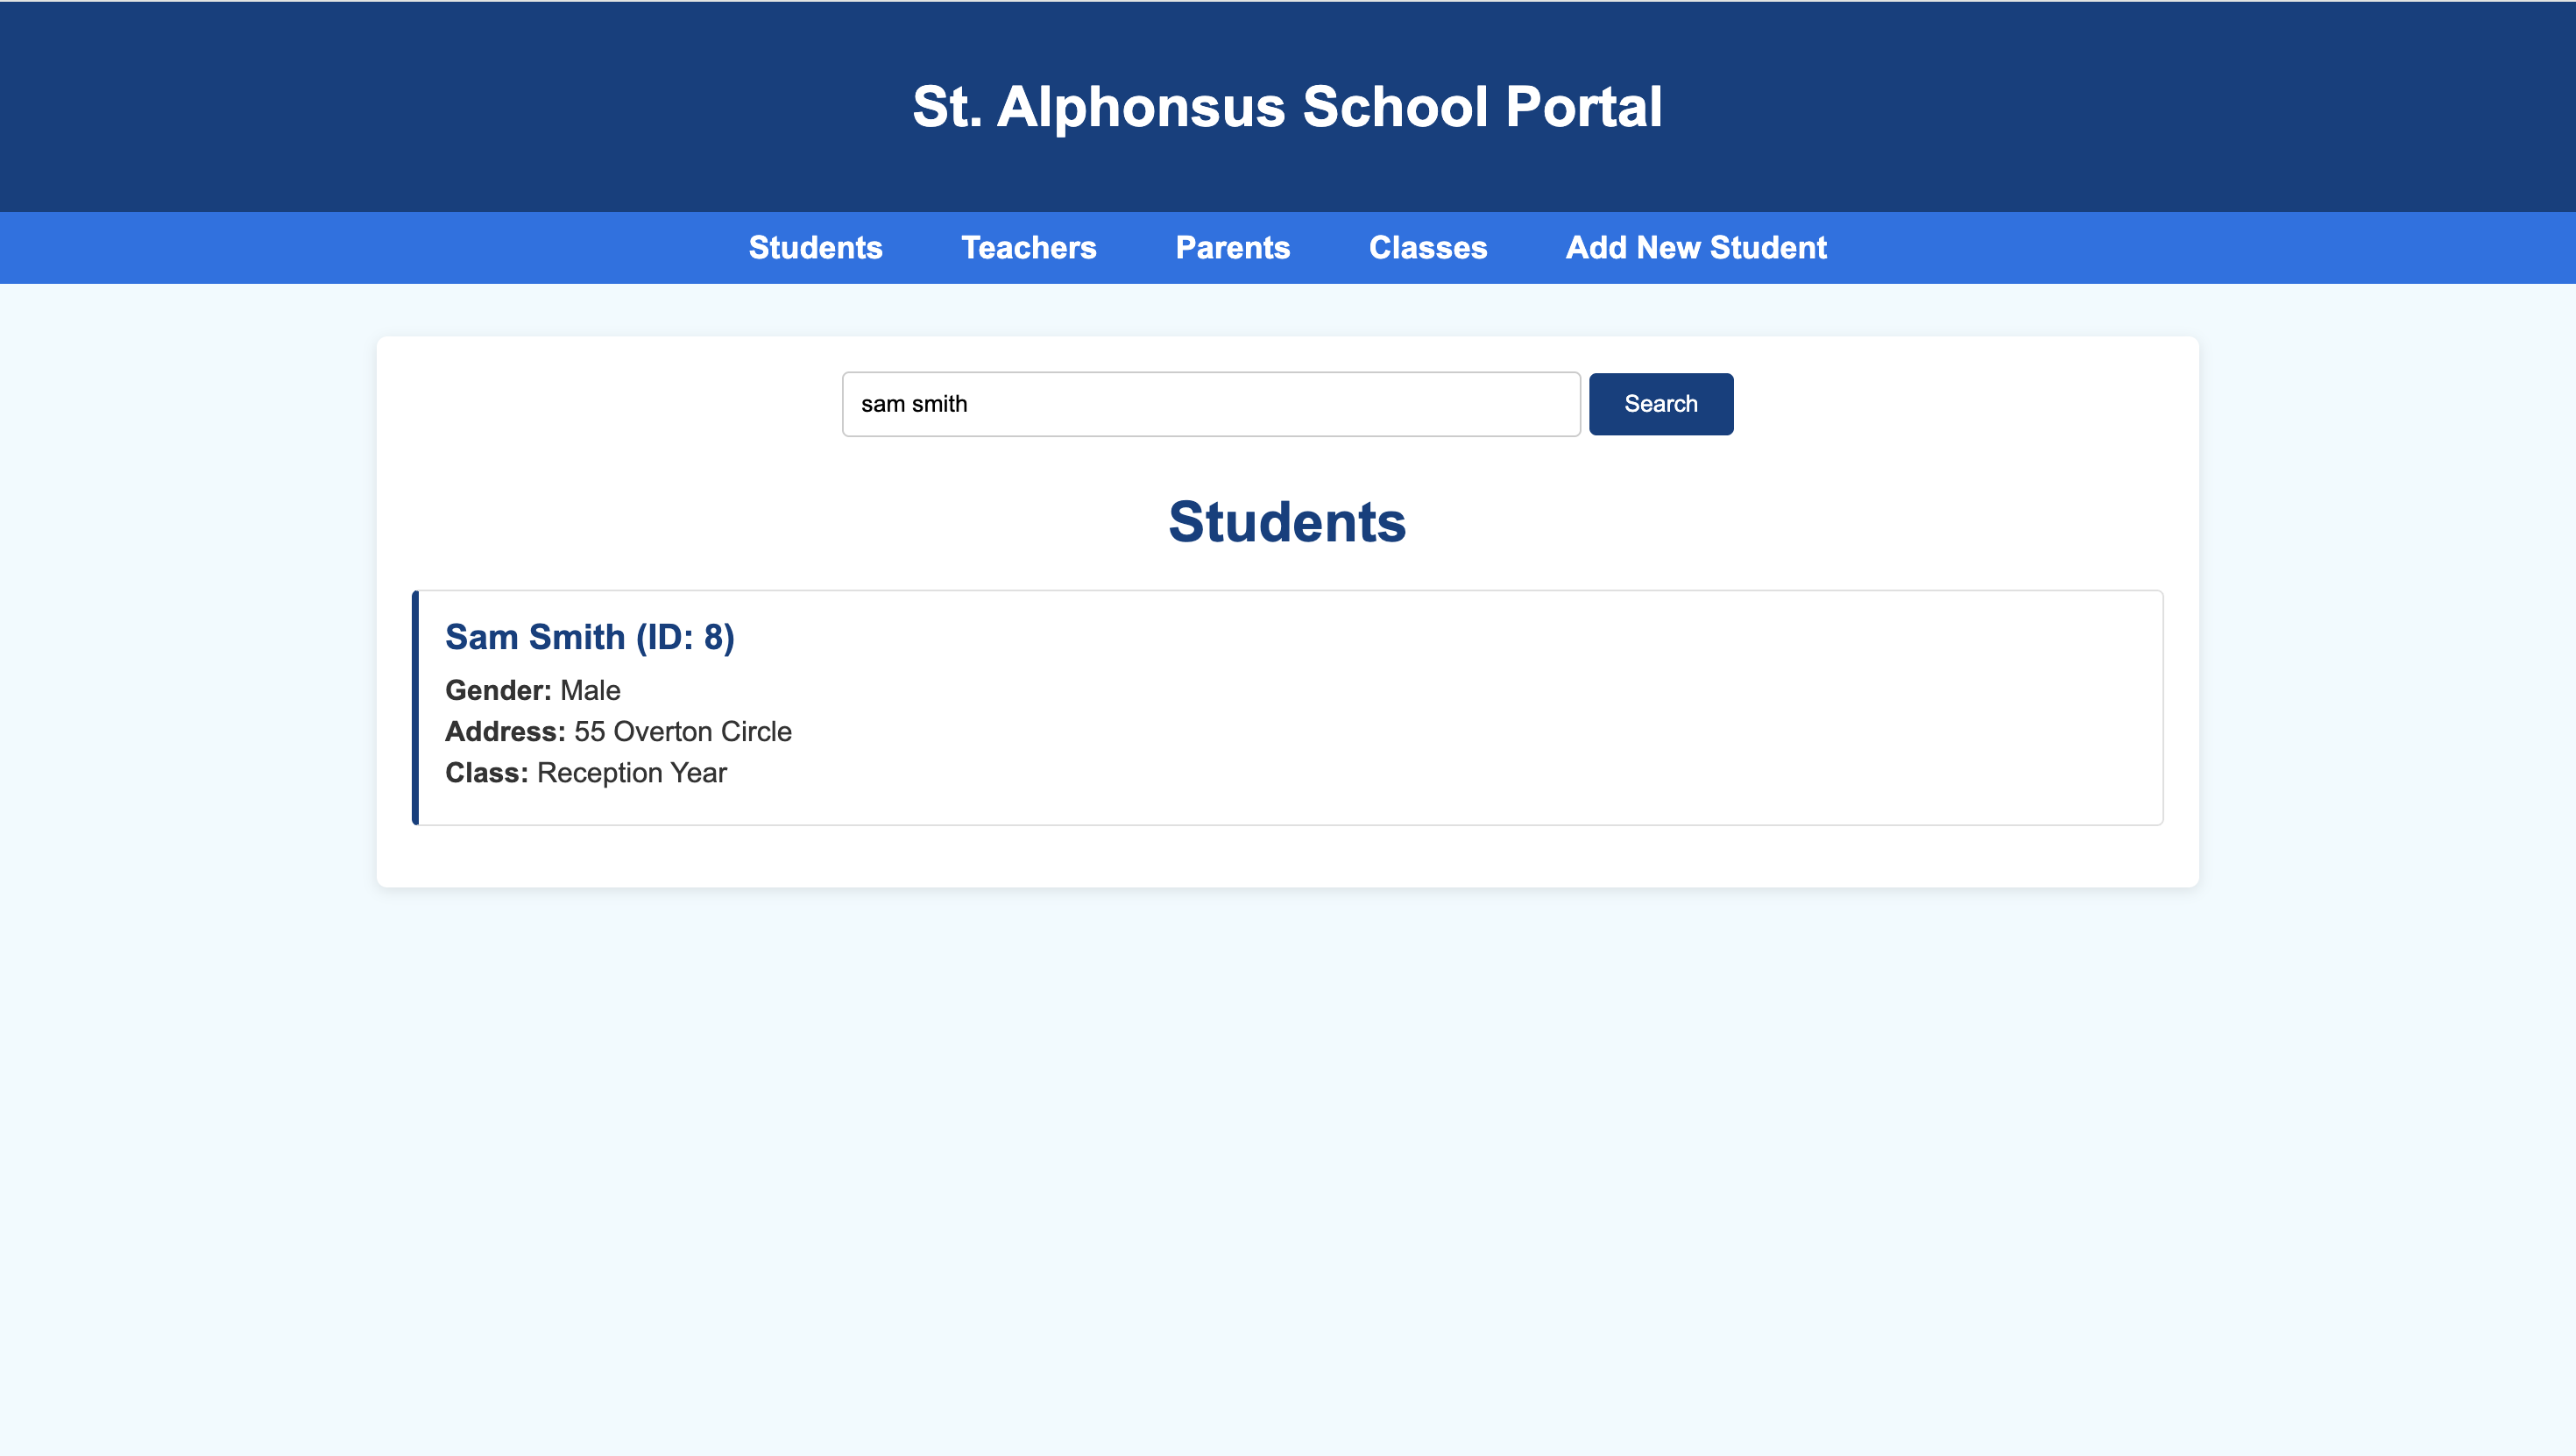 St. Alphonsus School Portal
Students Teachers Parents Classes Add New Student
sam smith Search
Students
Sam Smith (ID: 8)
Gender: Male
Address: 55 Overton Circle
Class: Reception Year